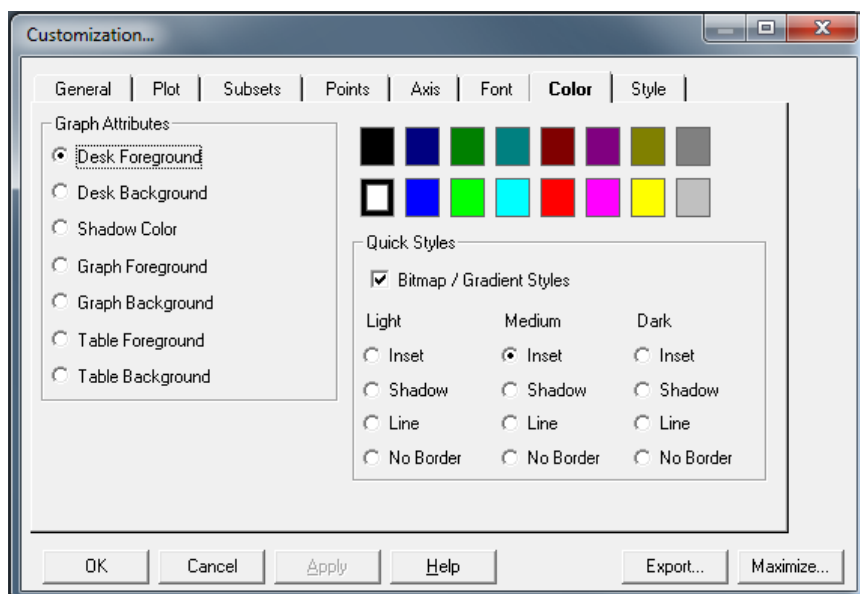 Customization...
General Plot Subsets Points Axis Font Color Style
Graph Attributes
Desk Foreground
Desk Background
Shadow Color
Graph Foreground
Graph Background
Table Foreground
Table Background
Quick Styles
Bitmap / Gradient Styles
Light Medium Dark
Inset Inset Inset
Shadow Shadow Shadow
Line Line Line
No Border No Border No Border
OK Cancel Apply Help Export... Maximize...